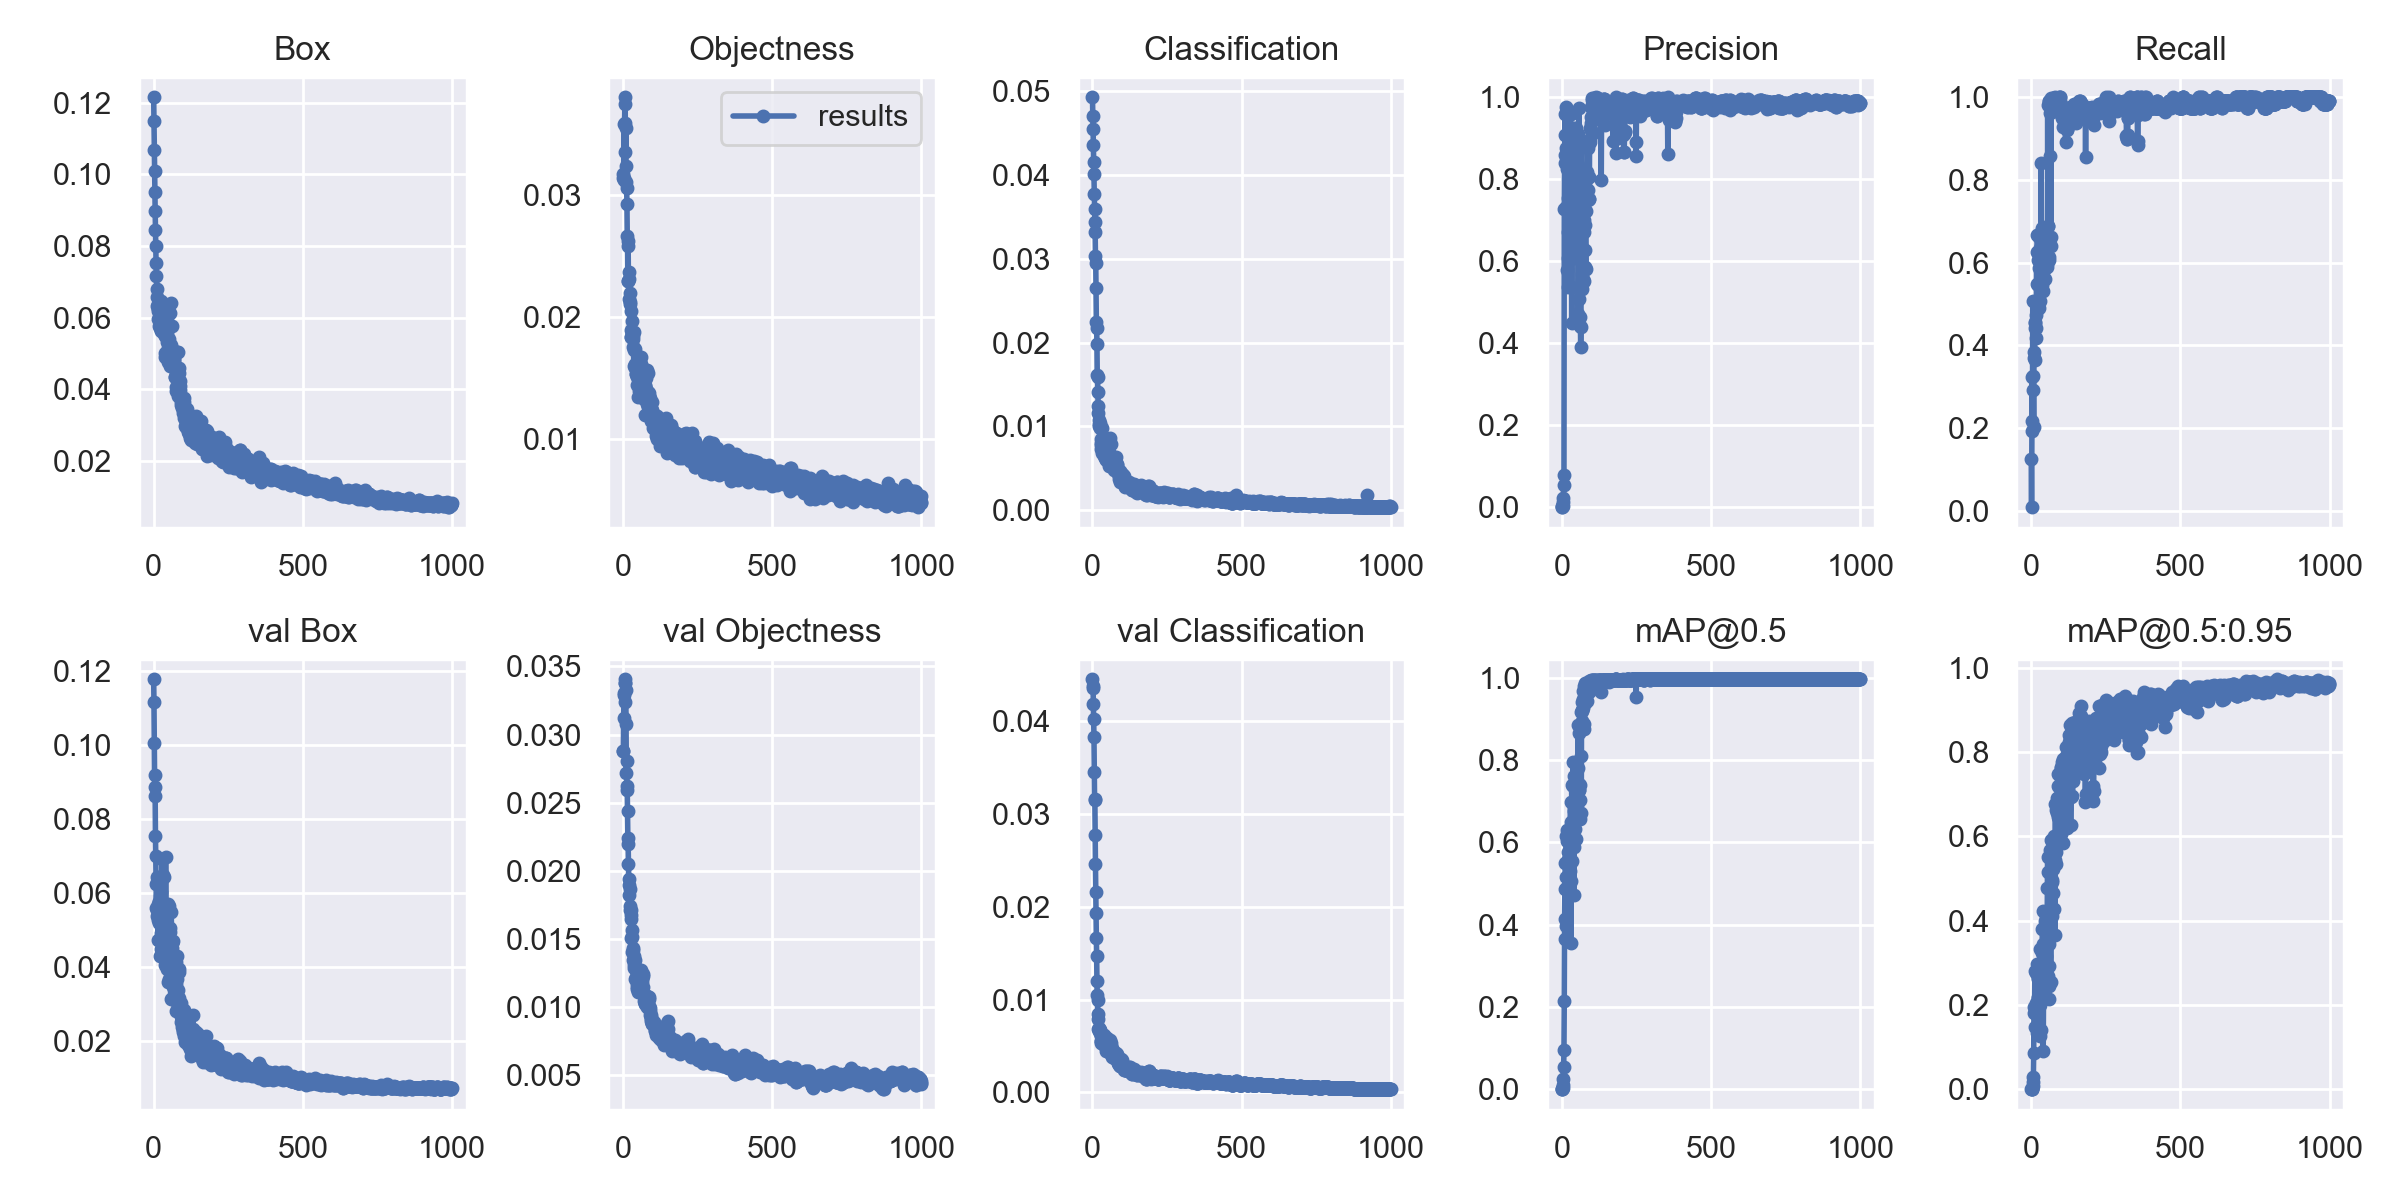 Box
Objectness
Classification
Precision
Recall
0.12
0.10
0.08
0.06
0.04
0.02
0 500 1000
results
0.03
0.02
0.01
0 500 1000
0.05
0.04
0.03
0.02
0.01
0.00
0 500 1000
1.0
0.8
0.6
0.4
0.2
0.0
0 500 1000
1.0
0.8
0.6
0.4
0.2
0.0
0 500 1000
val Box
val Objectness
val Classification
mAP@0.5
mAP@0.5:0.95
0.12
0.10
0.08
0.06
0.04
0.02
0 500 1000
0.035
0.030
0.025
0.020
0.015
0.010
0.005
0 500 1000
0.04
0.03
0.02
0.01
0.00
0 500 1000
1.0
0.8
0.6
0.4
0.2
0.0
0 500 1000
1.0
0.8
0.6
0.4
0.2
0.0
0 500 1000